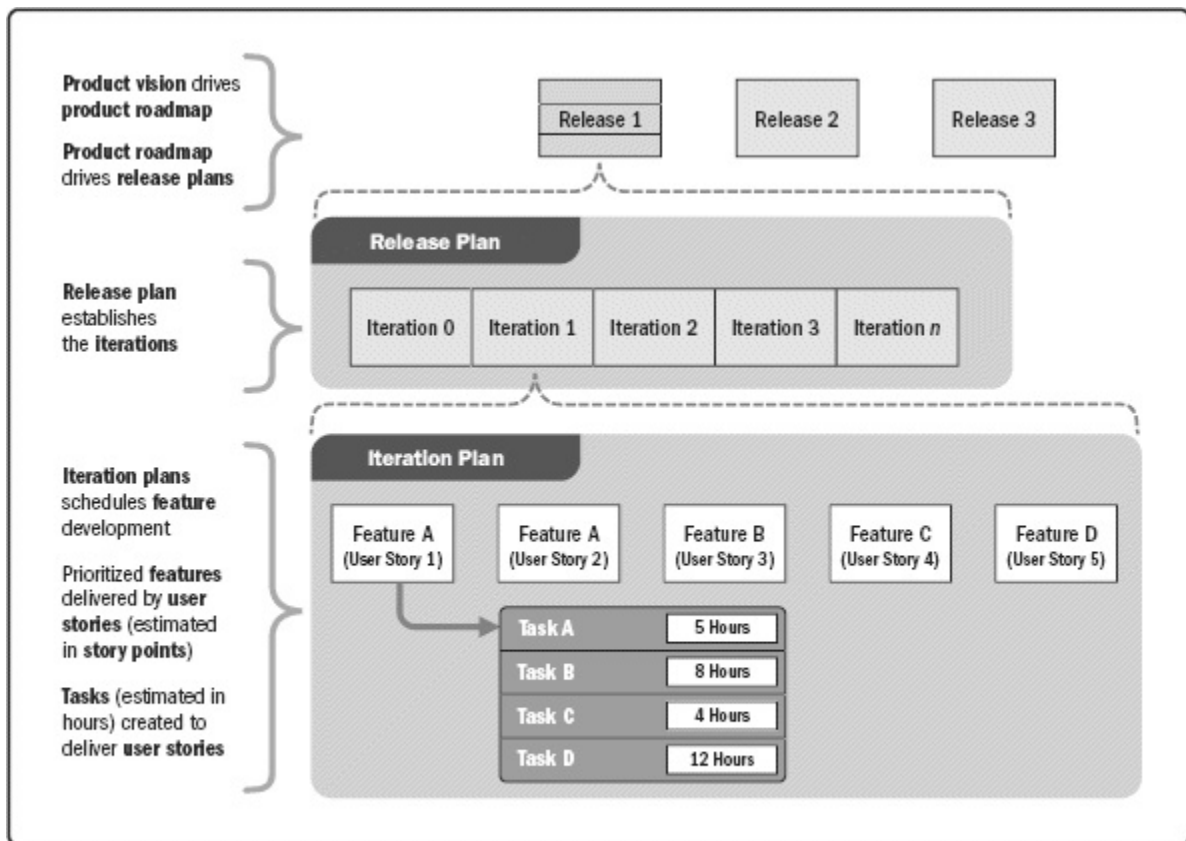 Product vision drives
product roadmap
Product roadmap
drives release plans
Release 1
Release 2
Release 3
Release Plan
Release plan
establishes
the iterations
Iteration 0
Iteration 1
Iteration 2
Iteration 3
Iteration n
Iteration Plan
Iteration plans
schedules feature
development
Prioritized features
delivered by user
stories (estimated
in story points)
Tasks (estimated in
hours) created to
deliver user stories
Feature A
(User Story 1)
Feature A
(User Story 2)
Feature B
(User Story 3)
Feature C
(User Story 4)
Feature D
(User Story 5)
Task A
5 Hours
Task B
8 Hours
Task C
4 Hours
Task D
12 Hours